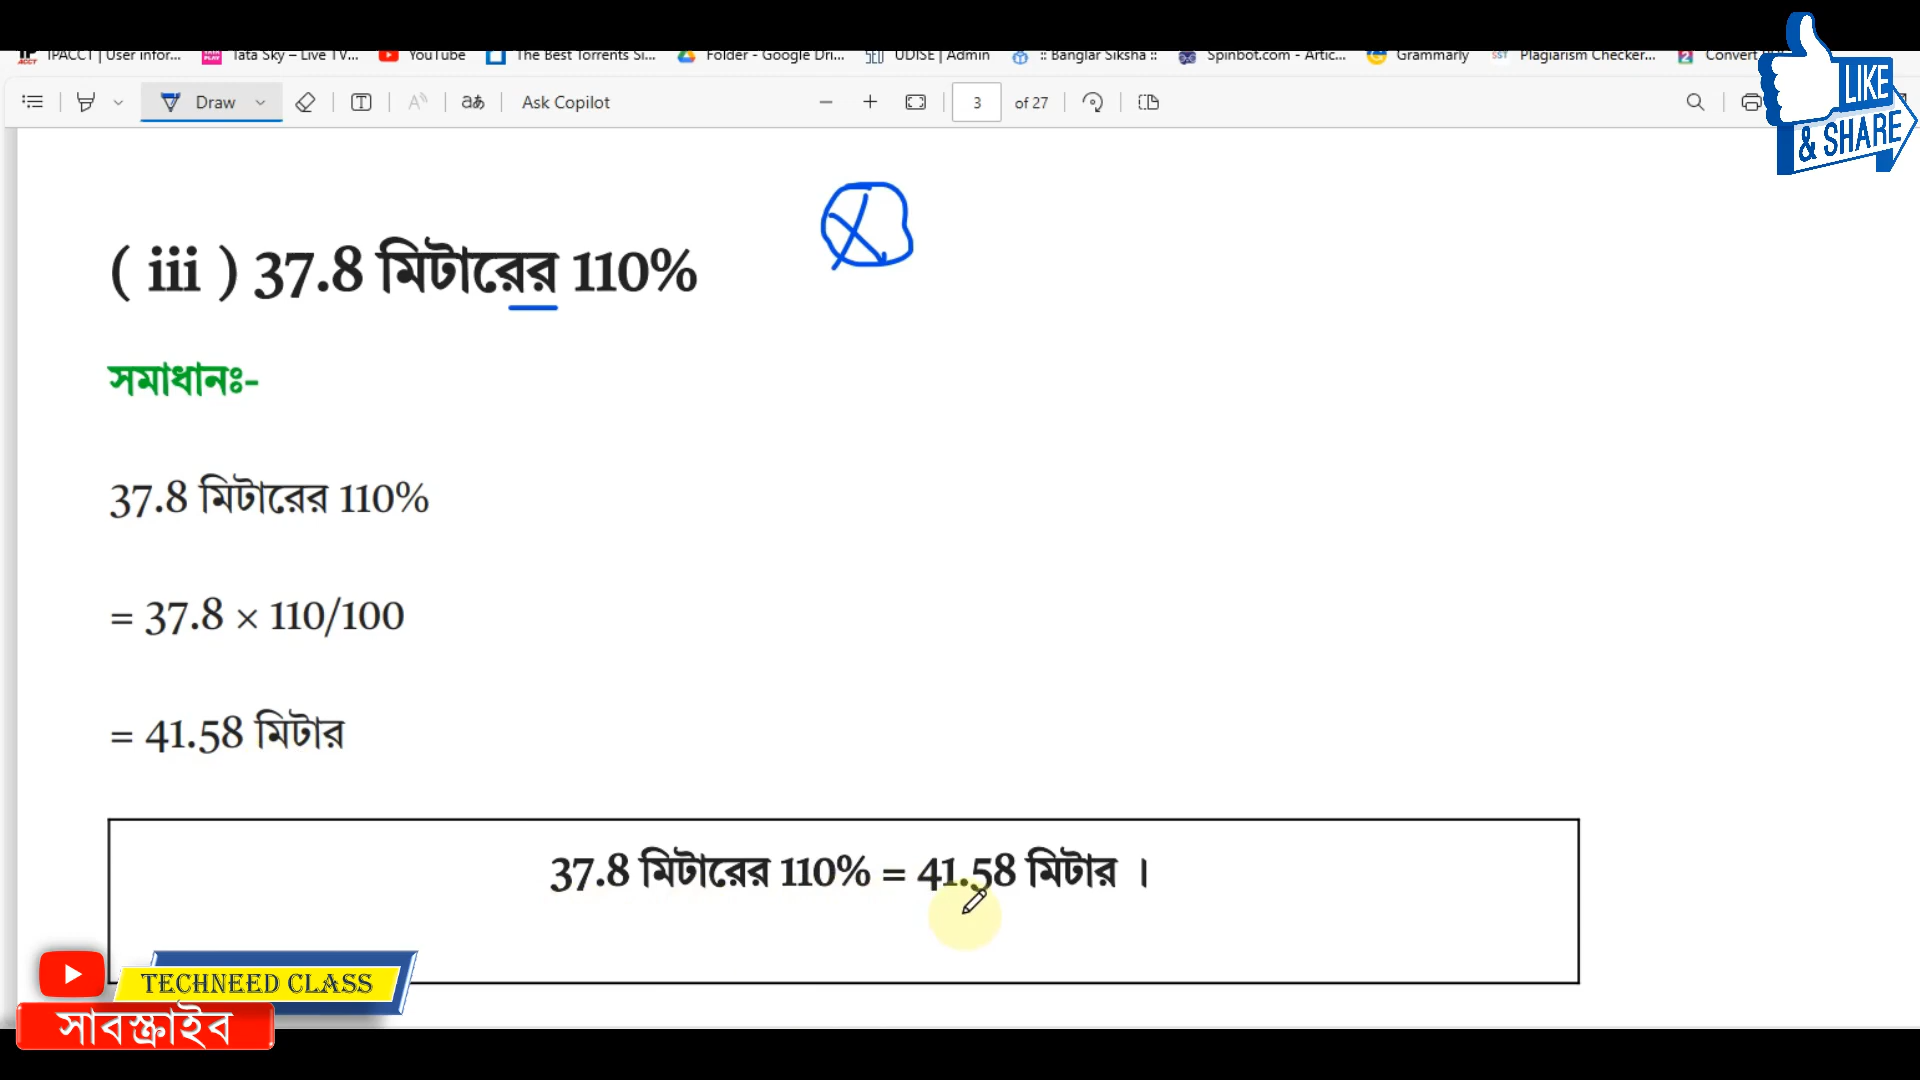 IPACCT | User infor... Tata Sky – Live TV... YouTube The Best Torrents Si... Folder - Google Dri... UDISE | Admin :: Banglar Siksha :: Spinbot.com - Artic... Grammarly Plagiarism Checker...
Draw Ask Copilot 3 of 27
LIKE
& SHARE
( iii ) 37.8 মিটারের 110%
সমাধানঃ-
37.8 মিটারের 110%
= 37.8 × 110/100
= 41.58 মিটার
37.8 মিটারের 110% = 41.58 মিটার ।
TECHNEED CLASS
সাবস্ক্রাইব